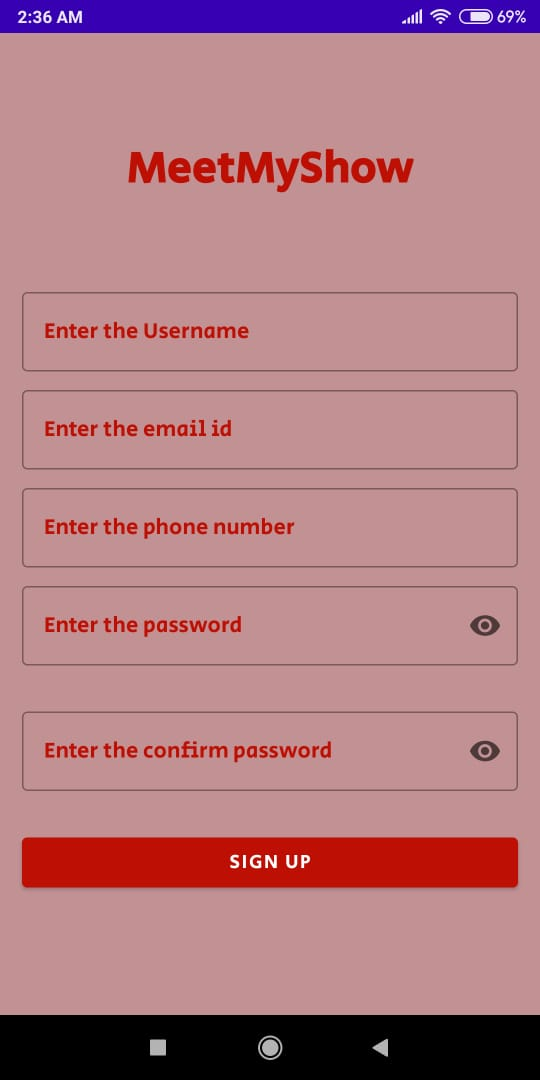 2:36 AM 69%
MeetMyShow
Enter the Username
Enter the email id
Enter the phone number
Enter the password
Enter the confirm password
SIGN UP